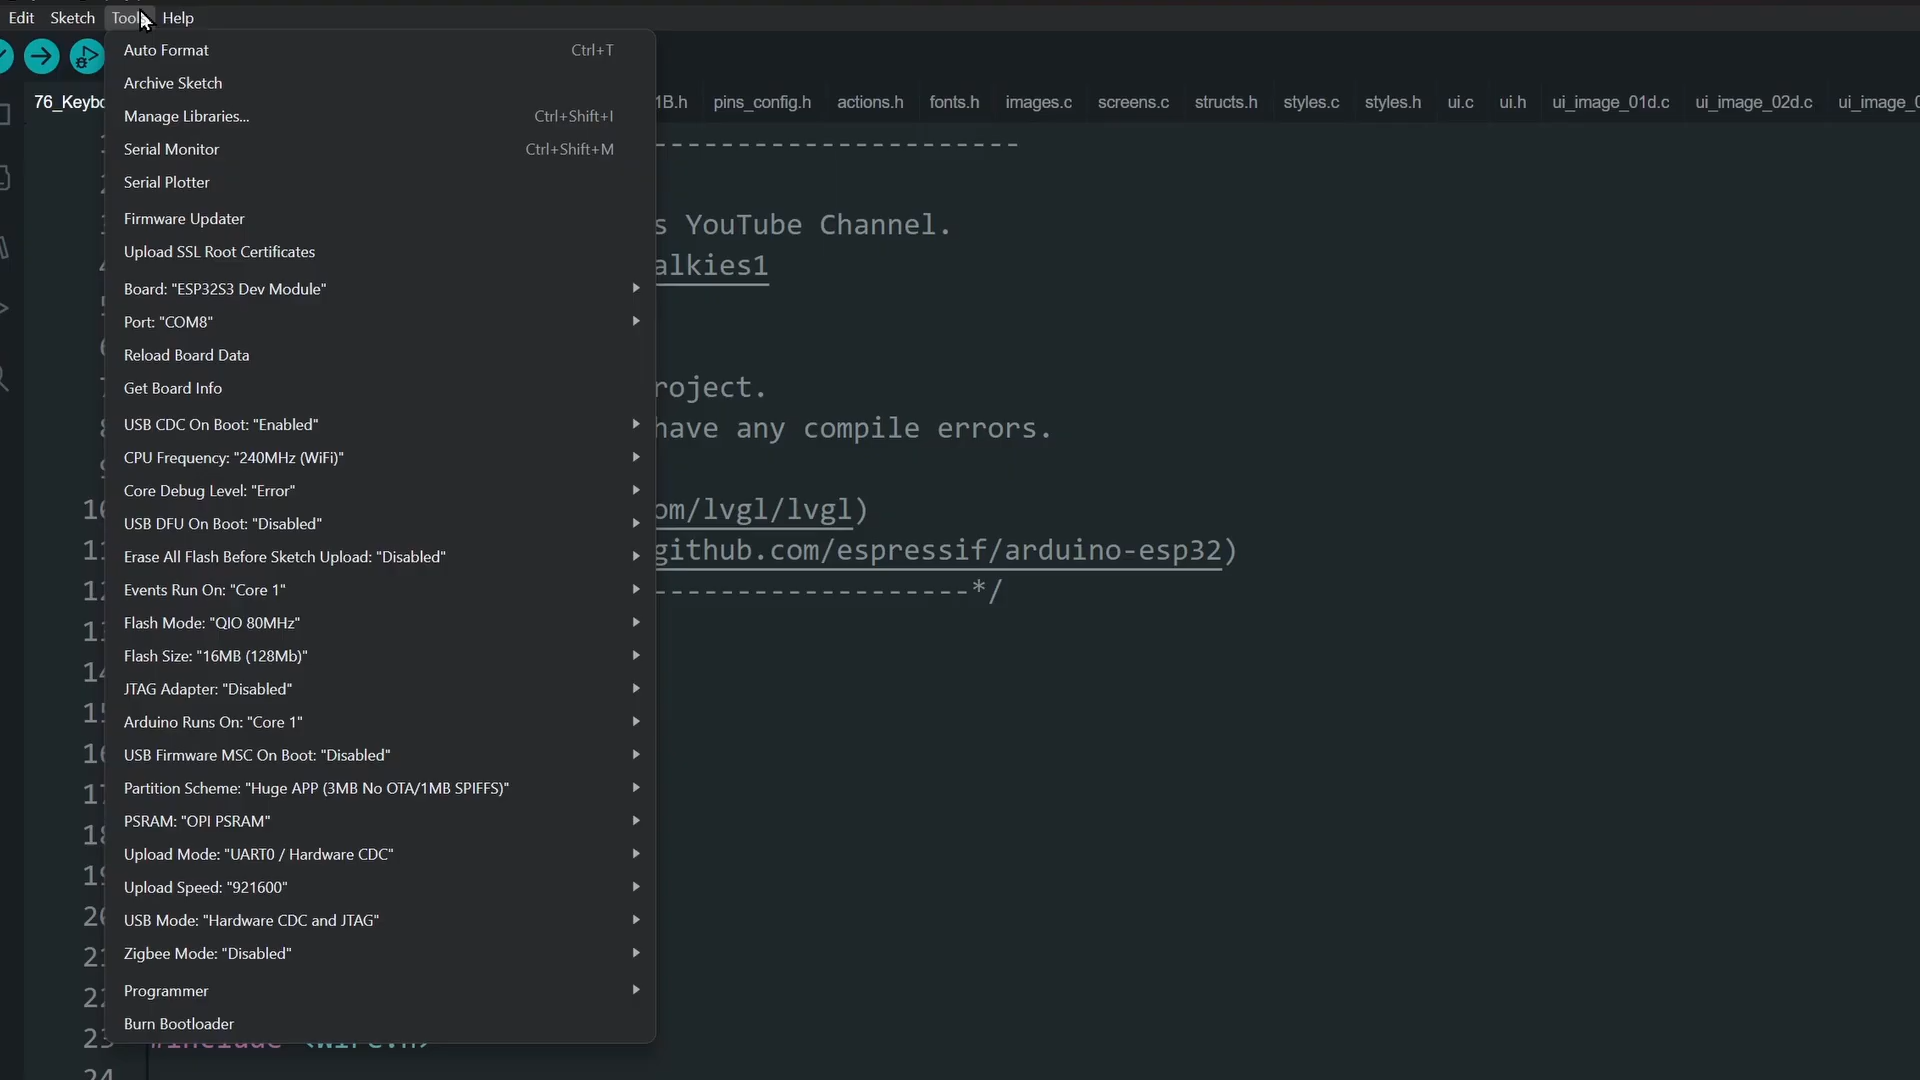 Edit Sketch Tools Help
Auto Format Ctrl+T
Archive Sketch
Manage Libraries... Ctrl+Shift+I
Serial Monitor Ctrl+Shift+M
Serial Plotter
Firmware Updater
Upload SSL Root Certificates
Board: "ESP32S3 Dev Module"
Port: "COM8"
Reload Board Data
Get Board Info
USB CDC On Boot: "Enabled"
CPU Frequency: "240MHz (WiFi)"
Core Debug Level: "Error"
USB DFU On Boot: "Disabled"
Erase All Flash Before Sketch Upload: "Disabled"
Events Run On: "Core 1"
Flash Mode: "QIO 80MHz"
Flash Size: "16MB (128Mb)"
JTAG Adapter: "Disabled"
Arduino Runs On: "Core 1"
USB Firmware MSC On Boot: "Disabled"
Partition Scheme: "Huge APP (3MB No OTA/1MB SPIFFS)"
PSRAM: "OPI PSRAM"
Upload Mode: "UART0 / Hardware CDC"
Upload Speed: "921600"
USB Mode: "Hardware CDC and JTAG"
Zigbee Mode: "Disabled"
Programmer
Burn Bootloader
76_Keybo 1B.h pins_config.h actions.h fonts.h images.c screens.c structs.h styles.c styles.h ui.c ui.h ui_image_01d.c ui_image_02d.c ui_image_0
----------------------
s YouTube Channel.
alkies1
roject.
have any compile errors.
om/lvgl/lvgl)
github.com/espressif/arduino-esp32)
-------------------*/
#include <Wire.h>
24